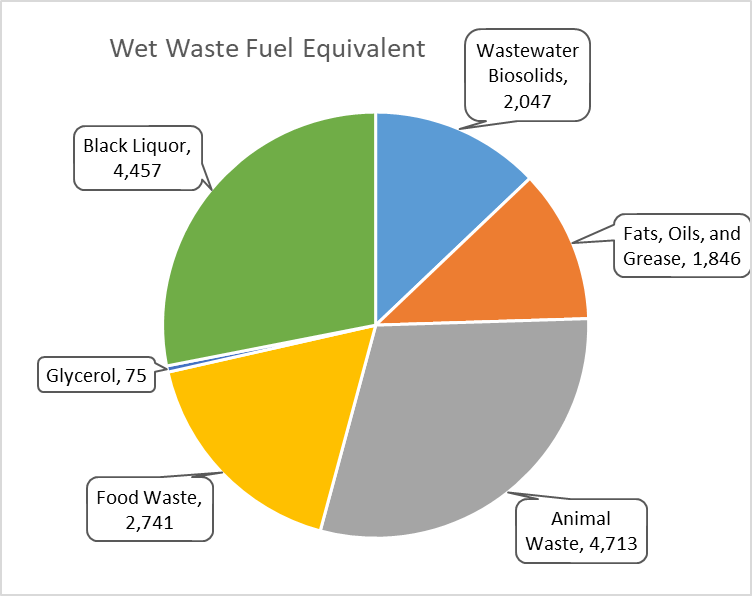 Wet Waste Fuel Equivalent
Wastewater
Biosolids,
2,047
Black Liquor,
4,457
Fats, Oils, and
Grease, 1,846
Glycerol, 75
Food Waste,
2,741
Animal
Waste, 4,713